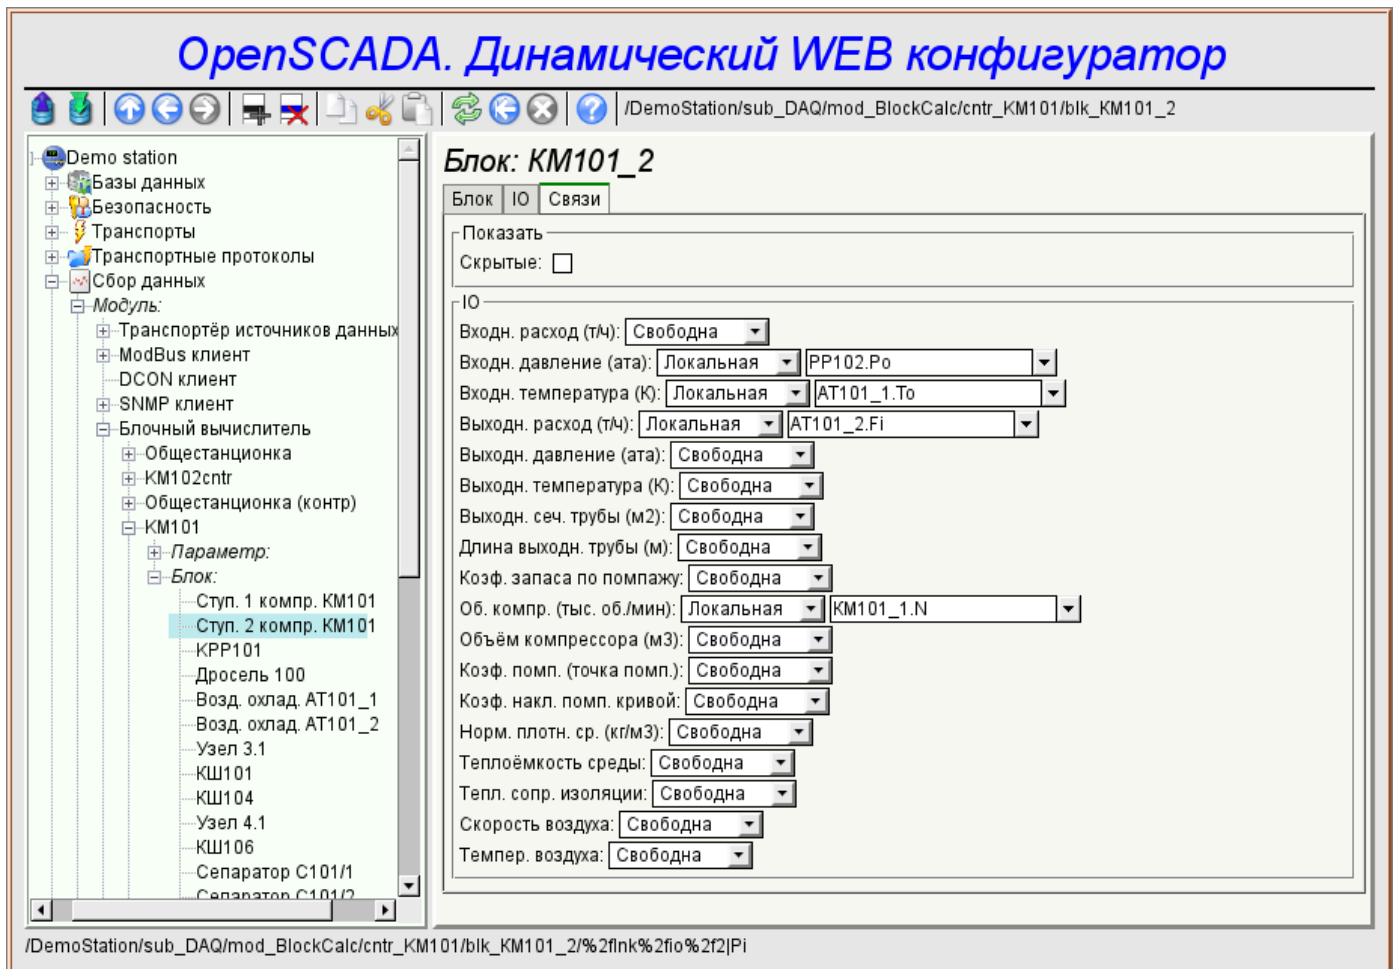 OpenSCADA. Динамический WEB конфигуратор
/DemoStation/sub_DAQ/mod_BlockCalc/cntr_KM101/blk_KM101_2
Demo station
Базы данных
Безопасность
Транспорты
Транспортные протоколы
Сбор данных
Модуль:
Транспортёр источников данных
ModBus клиент
DCON клиент
SNMP клиент
Блочный вычислитель
Общестанционка
KM102cntr
Общестанционка (контр)
KM101
Параметр:
Блок:
Ступ. 1 компр. КМ101
Ступ. 2 компр. КМ101
КРР101
Дросель 100
Возд. охлад. АТ101_1
Возд. охлад. АТ101_2
Узел 3.1
КШ101
КШ104
Узел 4.1
КШ106
Сепаратор С101/1
Сепаратор С101/2
Блок: KM101_2
Блок IO Связи
Показать
Скрытые:
IO
Входн. расход (т/ч): Свободна
Входн. давление (ата): Локальная PP102.Po
Входн. температура (К): Локальная AT101_1.To
Выходн. расход (т/ч): Локальная AT101_2.Fi
Выходн. давление (ата): Свободна
Выходн. температура (К): Свободна
Выходн. сеч. трубы (м2): Свободна
Длина выходн. трубы (м): Свободна
Коэф. запаса по помпажу: Свободна
Об. компр. (тыс. об./мин): Локальная KM101_1.N
Объём компрессора (м3): Свободна
Коэф. помп. (точка помп.): Свободна
Коэф. накл. помп. кривой: Свободна
Норм. плотн. ср. (кг/м3): Свободна
Теплоёмкость среды: Свободна
Тепл. сопр. изоляции: Свободна
Скорость воздуха: Свободна
Темпер. воздуха: Свободна
/DemoStation/sub_DAQ/mod_BlockCalc/cntr_KM101/blk_KM101_2/%2flnk%2fio%2f2|Pi